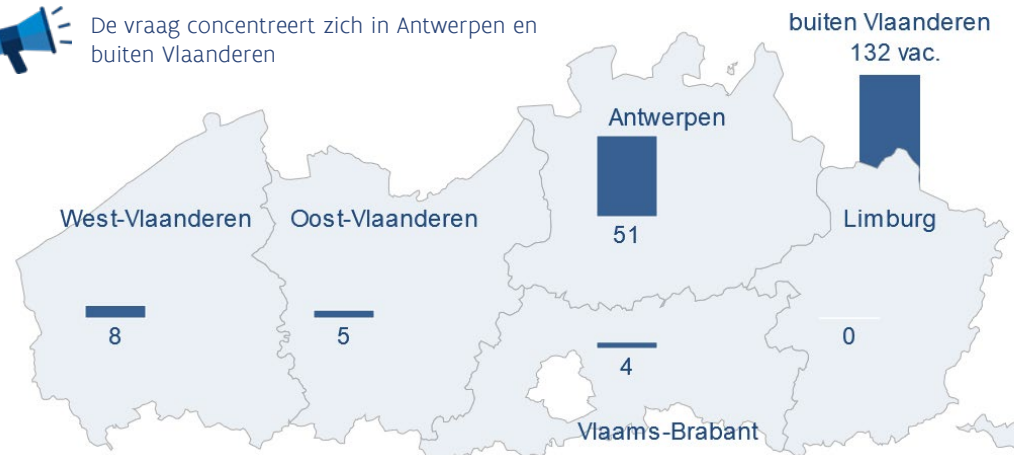 De vraag concentreert zich in Antwerpen en
buiten Vlaanderen
buiten Vlaanderen
132 vac.
Antwerpen
51
West-Vlaanderen
8
Oost-Vlaanderen
5
Limburg
0
4
Vlaams-Brabant